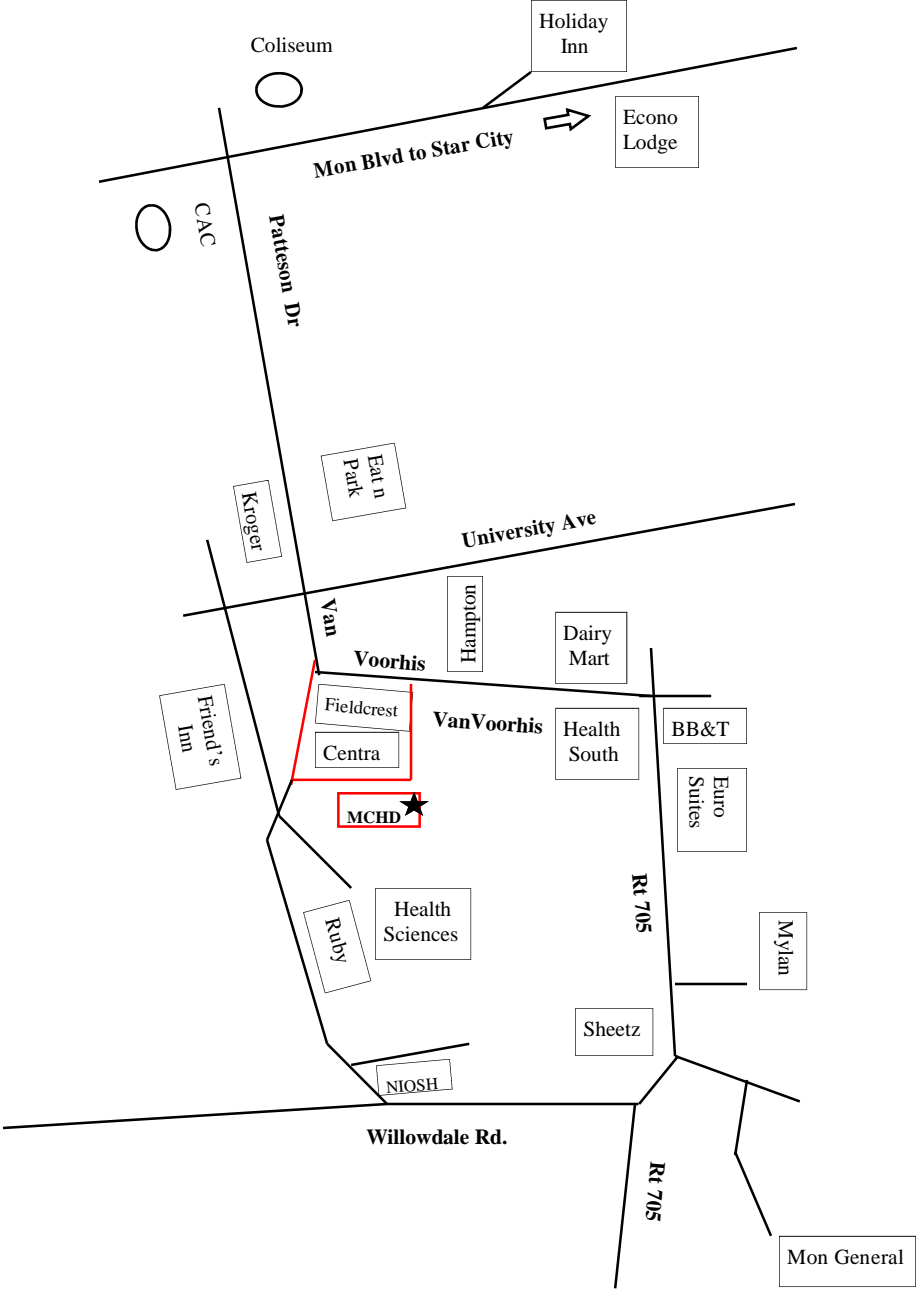 Holiday
Inn
Coliseum
Econo
Lodge
Mon Blvd to Star City
CAC
Patteson Dr
Eat n
Park
Kroger
University Ave
Van
Hampton
Dairy
Mart
Voorhis
Friend's
Inn
Fieldcrest
VanVoorhis
Health
South
BB&T
Centra
Euro
Suites
MCHD
Rt 705
Health
Sciences
Ruby
Mylan
Sheetz
NIOSH
Willowdale Rd.
Rt 705
Mon General